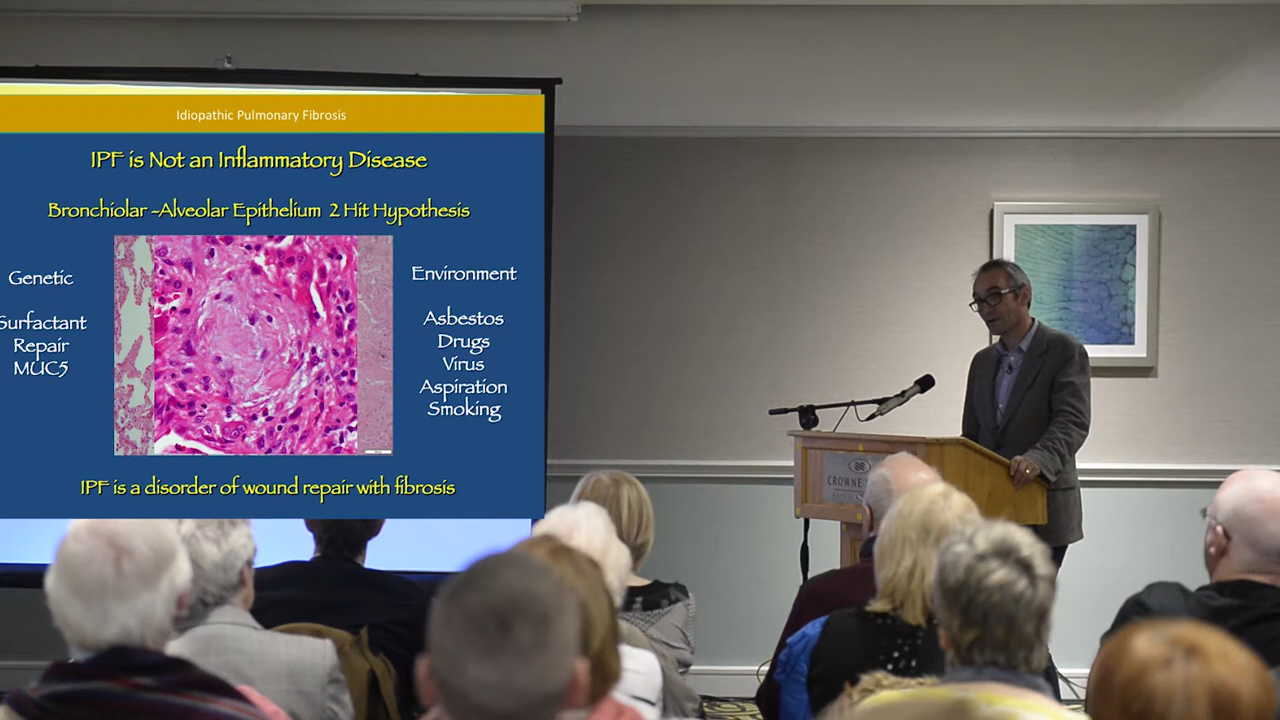 Idiopathic Pulmonary Fibrosis
IPF is Not an Inflammatory Disease
Bronchiolar -Alveolar Epithelium 2 Hit Hypothesis
Genetic
Surfactant
Repair
MUC5
Environment
Asbestos
Drugs
Virus
Aspiration
Smoking
IPF is a disorder of wound repair with fibrosis
CROWNE